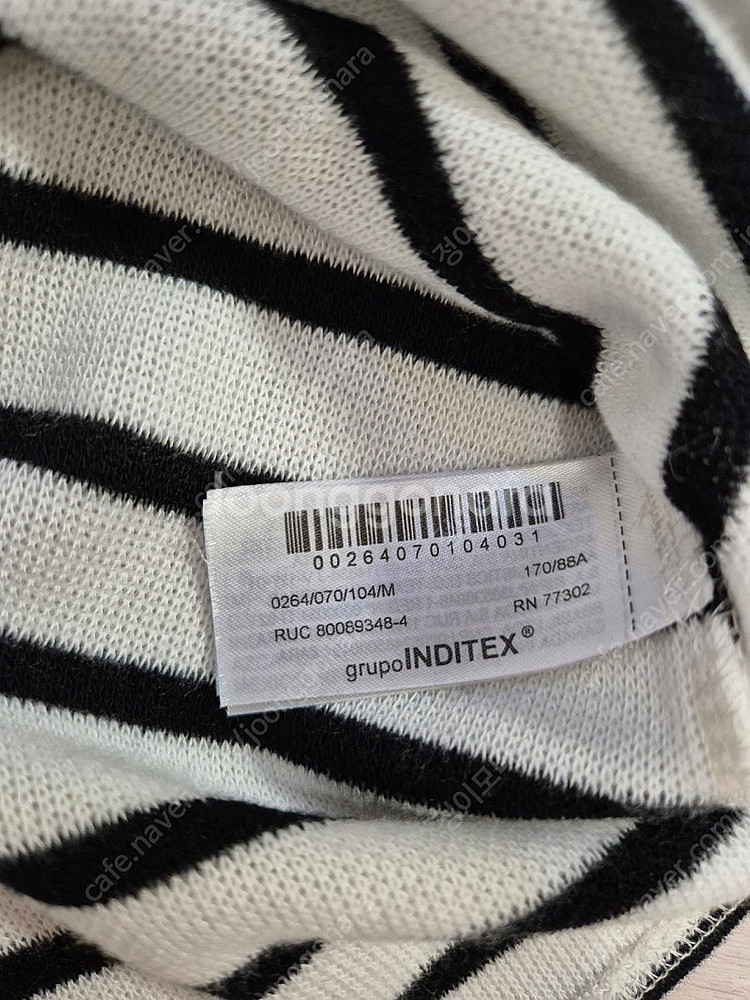 00264070104031
0264/070/104/M 170/88A
RUC 80089348-4 RN 77302
grupoINDITEX®